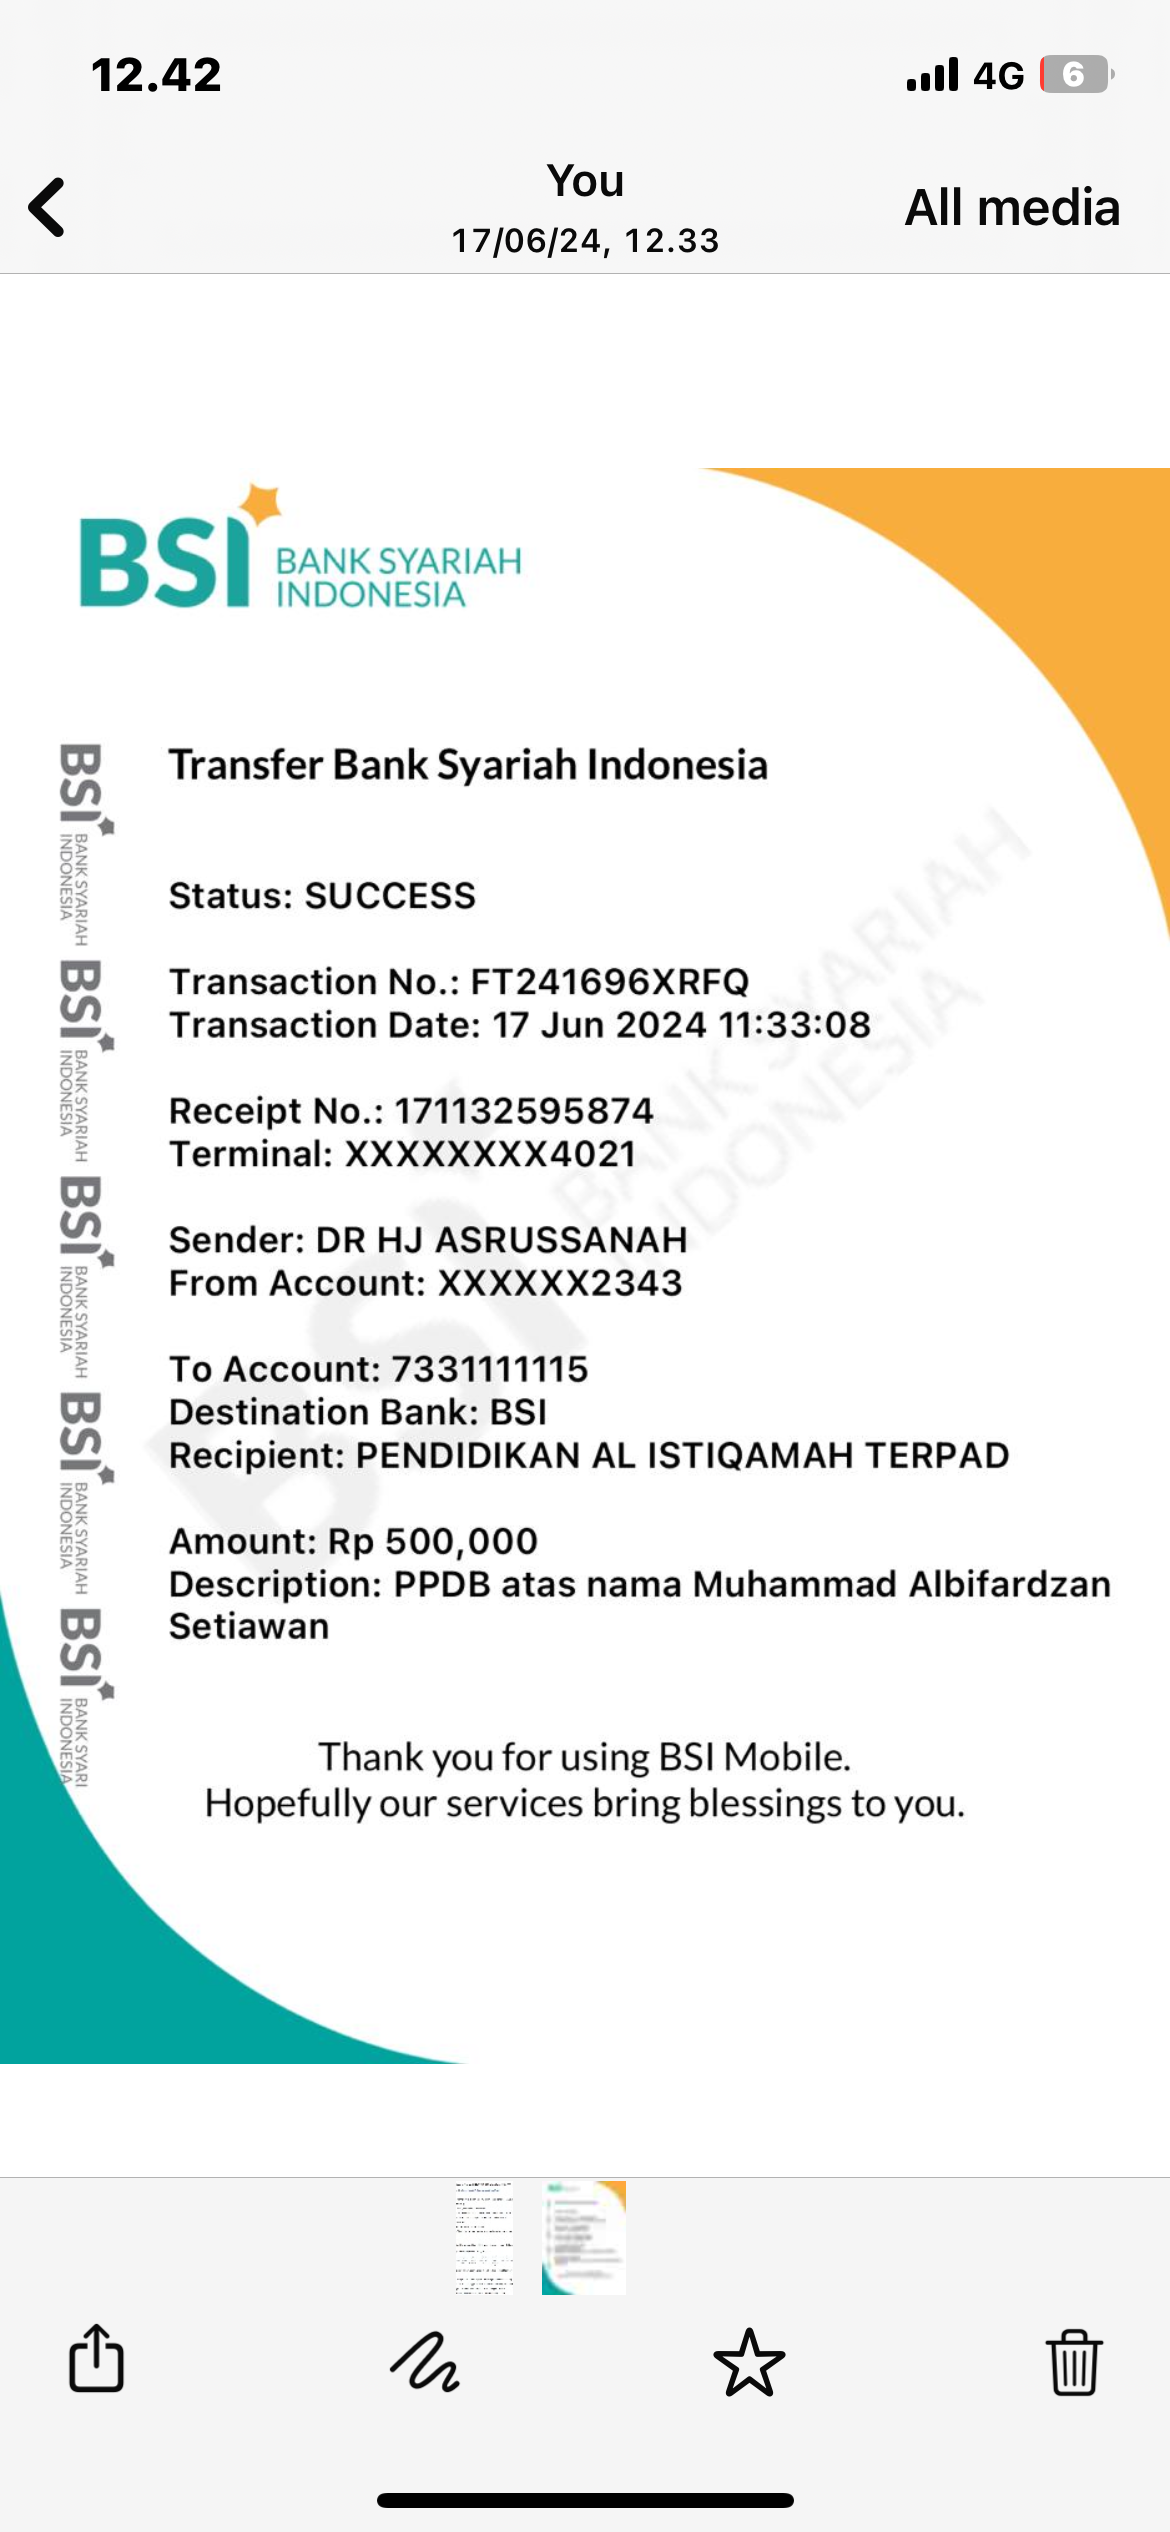 12.42
4G
6
You
17/06/24, 12.33
All media
BSI BANK SYARIAH
INDONESIA
Transfer Bank Syariah Indonesia
Status: SUCCESS
Transaction No.: FT241696XRFQ
Transaction Date: 17 Jun 2024 11:33:08
Receipt No.: 171132595874
Terminal: XXXXXXXX4021
Sender: DR HJ ASRUSSANAH
From Account: XXXXXX2343
To Account: 7331111115
Destination Bank: BSI
Recipient: PENDIDIKAN AL ISTIQAMAH TERPAD
Amount: Rp 500,000
Description: PPDB atas nama Muhammad Albifardzan
Setiawan
Thank you for using BSI Mobile.
Hopefully our services bring blessings to you.
BSI BANK SYARIAH
INDONESIA
BSI BANK SYARIAH
INDONESIA
BSI BANK SYARIAH
INDONESIA
BSI BANK SYARIAH
INDONESIA
BSI BANK SYARI
INDONESIA
BSI BANK SYARIAH
INDONESIA